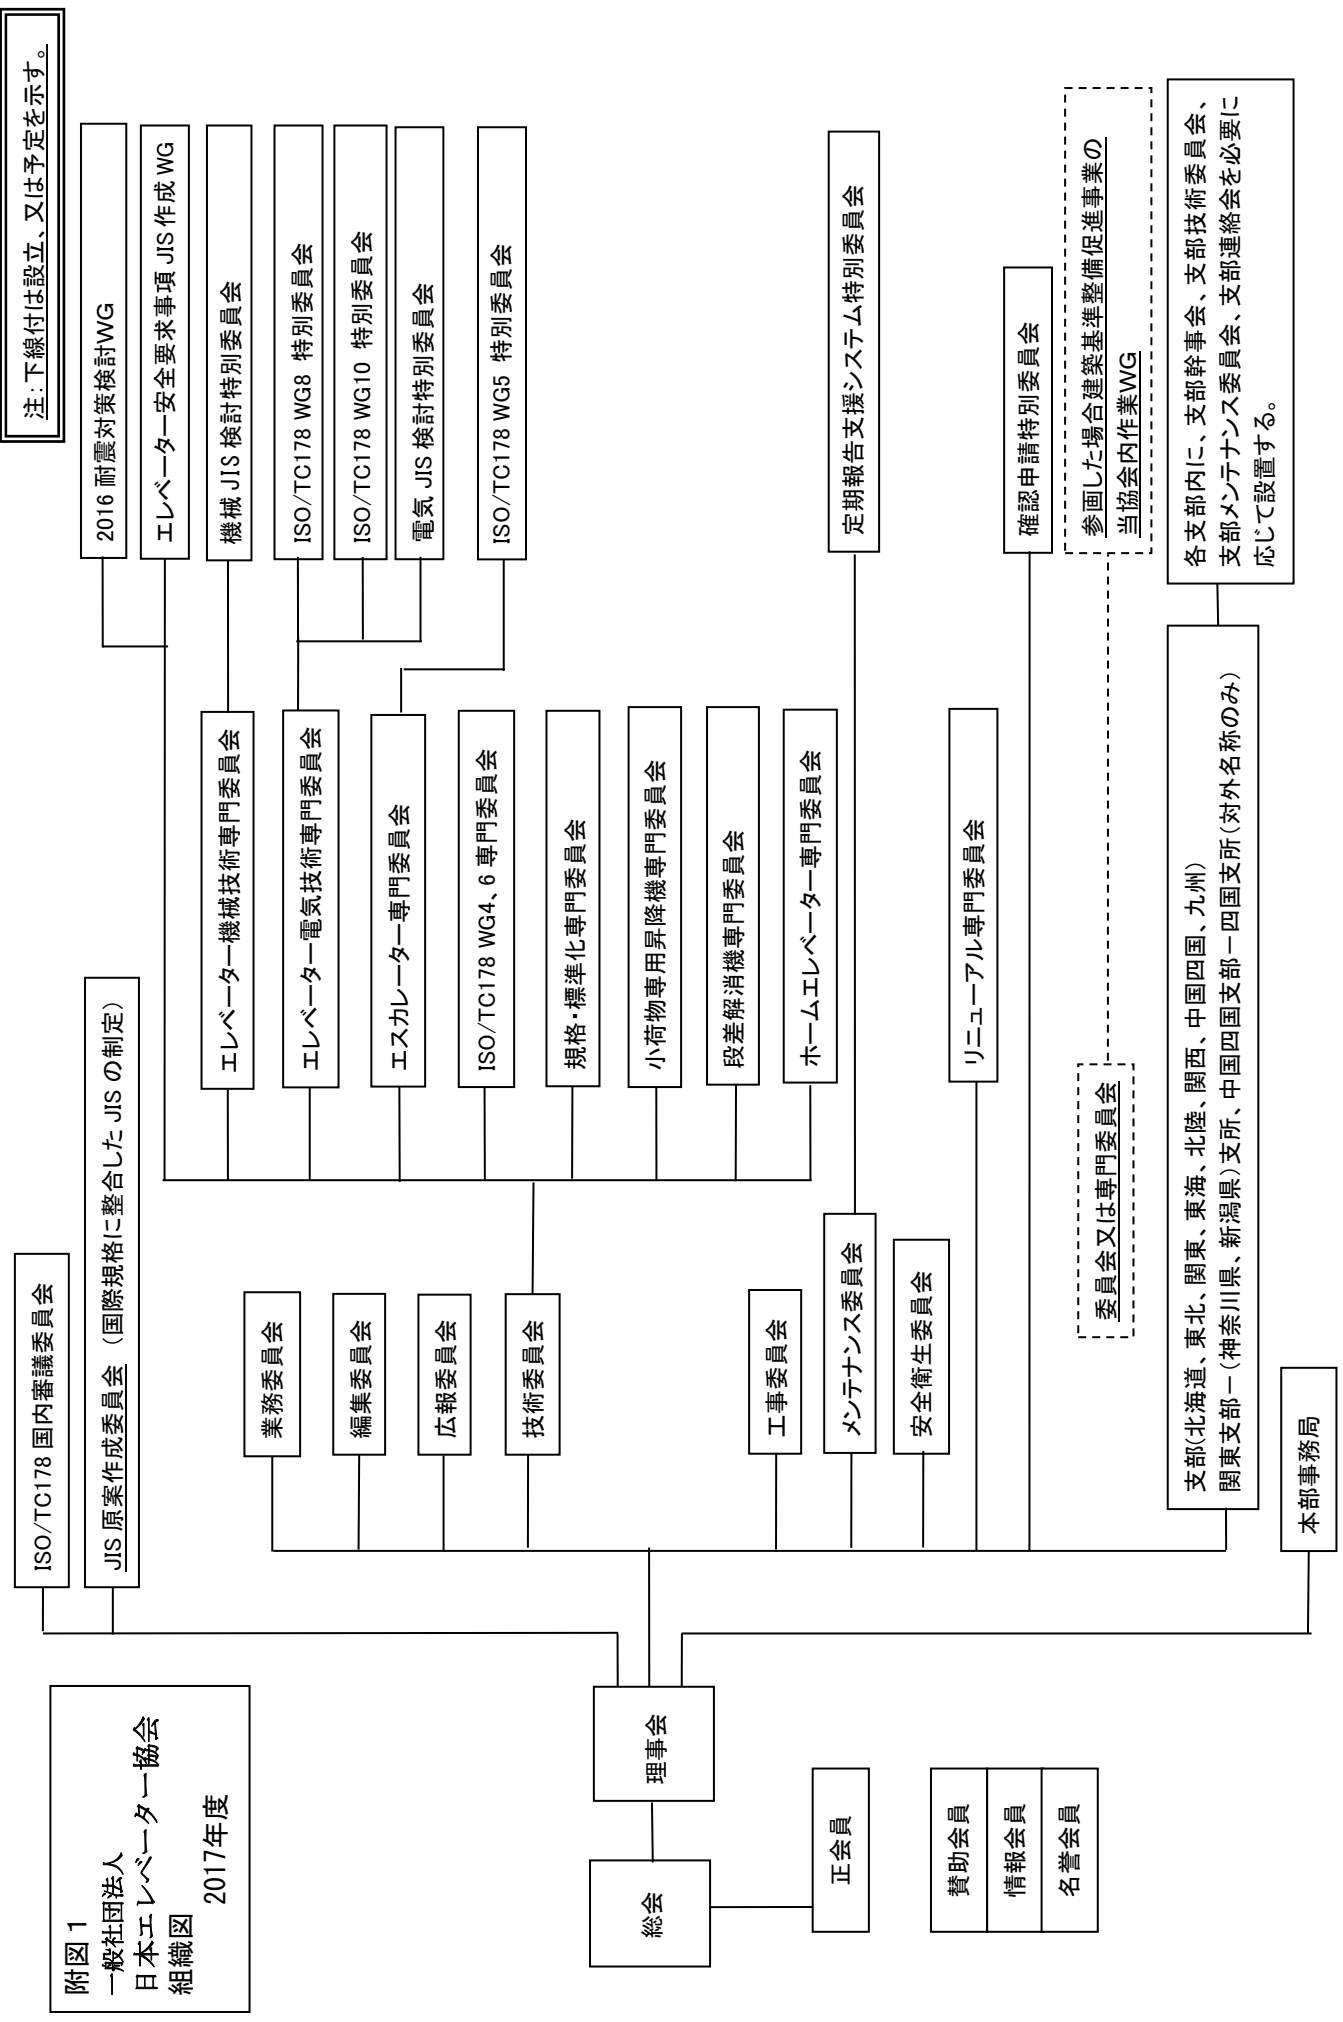 附図１
一般社団法人
日本エレベーター協会
組織図
2017年度
注：下線付は設立、又は予定を示す。
総会
正会員
賛助会員
情報会員
名誉会員
理事会
ISO/TC178 国内審議委員会
JIS 原案作成委員会 （国際規格に整合した JIS の制定）
業務委員会
編集委員会
広報委員会
技術委員会
工事委員会
メンテナンス委員会
安全衛生委員会
委員会又は専門委員会
支部(北海道、東北、関東、東海、北陸、関西、中国四国、九州)
関東支部－(神奈川県、新潟県)支所、中国四国支部－四国支所(対外名称のみ)
本部事務局
エレベーター機械技術専門委員会
エレベーター電気技術専門委員会
エスカレーター専門委員会
ISO/TC178 WG4、6 専門委員会
規格・標準化専門委員会
小荷物専用昇降機専門委員会
段差解消機専門委員会
ホームエレベーター専門委員会
リニューアル専門委員会
2016 耐震対策検討WG
エレベーター安全要求事項 JIS 作成 WG
機械 JIS 検討特別委員会
ISO/TC178 WG8 特別委員会
ISO/TC178 WG10 特別委員会
電気 JIS 検討特別委員会
ISO/TC178 WG5 特別委員会
定期報告支援システム特別委員会
確認申請特別委員会
参画した場合建築基準整備促進事業の
当協会内作業WG
各支部内に、支部幹事会、支部技術委員会、
支部メンテナンス委員会、支部連絡会を必要に
応じて設置する。